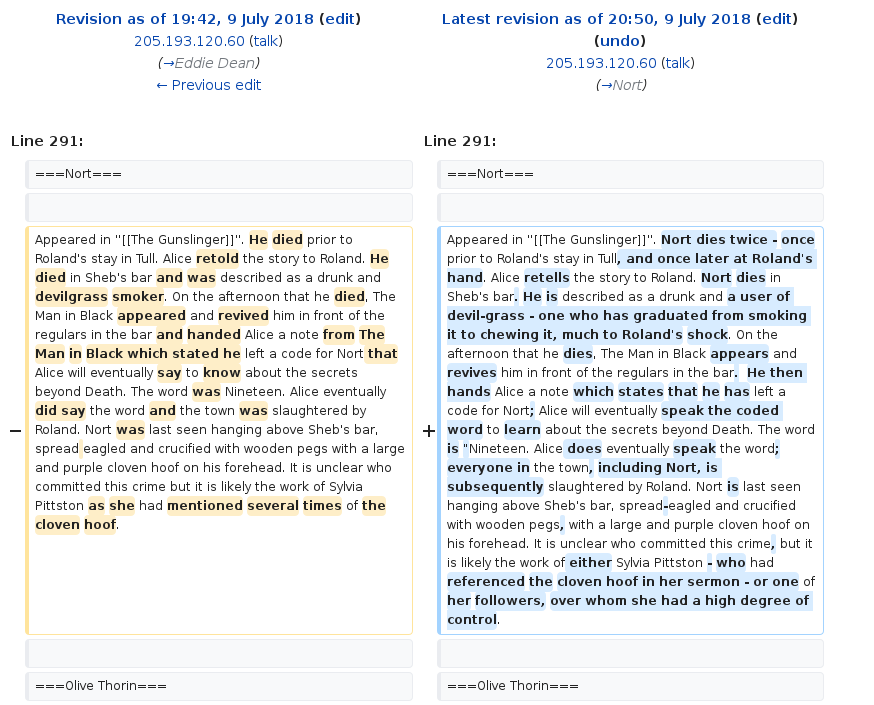 Revision as of 19:42, 9 July 2018 (edit)
205.193.120.60 (talk)
(→Eddie Dean)
← Previous edit
Latest revision as of 20:50, 9 July 2018 (edit)
(undo)
205.193.120.60 (talk)
(→Nort)
Line 291:
Line 291:
===Nort===
===Nort===
−
Appeared in ''[[The Gunslinger]]''. He died prior to
Roland's stay in Tull. Alice retold the story to Roland. He
died in Sheb's bar and was described as a drunk and
devilgrass smoker. On the afternoon that he died, The
Man in Black appeared and revived him in front of the
regulars in the bar and handed Alice a note from The
Man in Black which stated he left a code for Nort that
Alice will eventually say to know about the secrets
beyond Death. The word was Nineteen. Alice eventually
did say the word and the town was slaughtered by
Roland. Nort was last seen hanging above Sheb's bar,
spread eagled and crucified with wooden pegs with a large
and purple cloven hoof on his forehead. It is unclear who
committed this crime but it is likely the work of Sylvia
Pittston as she had mentioned several times of the
cloven hoof.
+
Appeared in ''[[The Gunslinger]]''. Nort dies twice - once
prior to Roland's stay in Tull, and once later at Roland's
hand. Alice retells the story to Roland. Nort dies in
Sheb's bar. He is described as a drunk and a user of
devil-grass - one who has graduated from smoking
it to chewing it, much to Roland's shock. On the
afternoon that he dies, The Man in Black appears and
revives him in front of the regulars in the bar.  He then
hands Alice a note which states that he has left a
code for Nort; Alice will eventually speak the coded
word to learn about the secrets beyond Death. The word
is "Nineteen. Alice does eventually speak the word;
everyone in the town, including Nort, is
subsequently slaughtered by Roland. Nort is last seen
hanging above Sheb's bar, spread-eagled and crucified
with wooden pegs, with a large and purple cloven hoof on
his forehead. It is unclear who committed this crime, but it
is likely the work of either Sylvia Pittston - who had
referenced the cloven hoof in her sermon - or one of
her followers, over whom she had a high degree of
control.
===Olive Thorin===
===Olive Thorin===